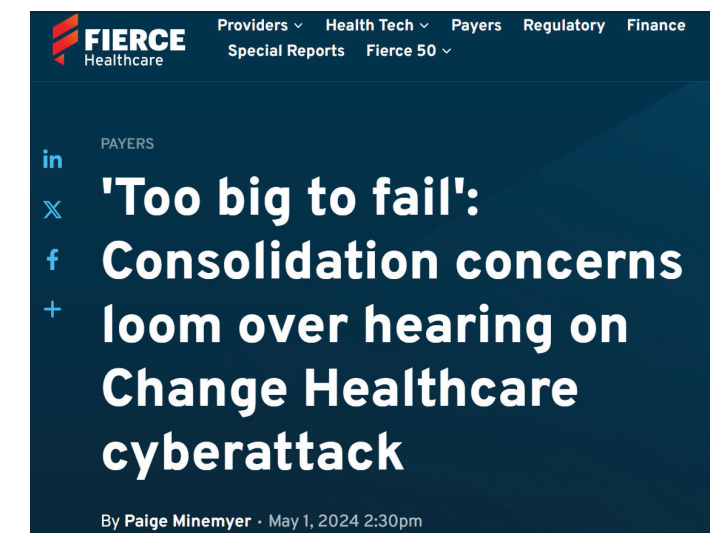 FIERCE
Healthcare
Providers Health Tech Payers Regulatory Finance
Special Reports Fierce 50
PAYERS
in
X
f
+
'Too big to fail':
Consolidation concerns
loom over hearing on
Change Healthcare
cyberattack
By Paige Minemyer · May 1, 2024 2:30pm